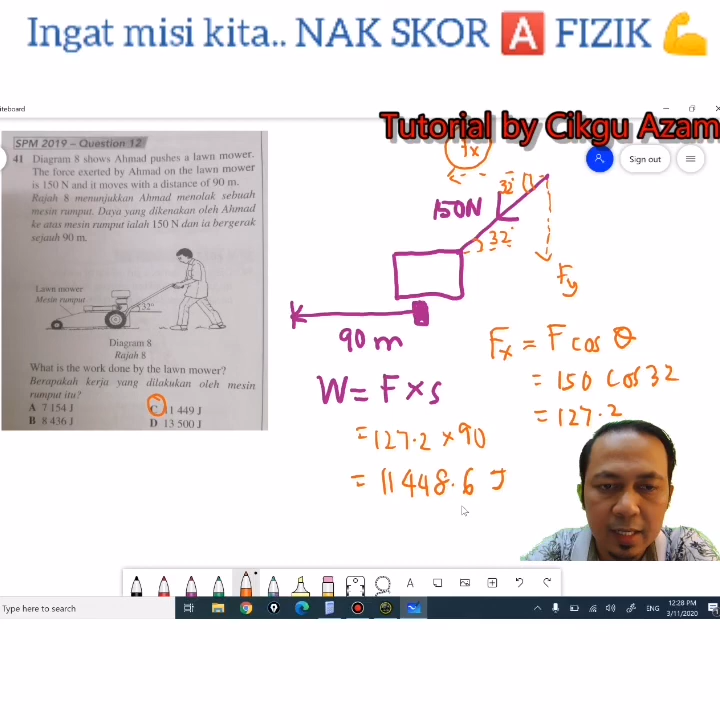 Ingat misi kita.. NAK SKOR A FIZIK
iteboard
Tutorial by Cikgu Azam
Sign out
SPM 2019 - Question 12
41 Diagram 8 shows Ahmad pushes a lawn mower.
The force exerted by Ahmad on the lawn mower
is 150 N and it moves with a distance of 90 m.
Rajah 8 menunjukkan Ahmad menolak sebuah
mesin rumput. Daya yang dikenakan oleh Ahmad
ke atas mesin rumput ialah 150 N dan ia bergerak
sejauh 90 m.
Lawn mower
Mesin rumput
32°
Diagram 8
Rajah 8
What is the work done by the lawn mower?
Berapakah kerja yang dilakukan oleh mesin
rumput itu?
A 7 154 J
C 11 449 J
B 8 436 J
D 13 500 J
Fx
32°
150N
32°
Fy
90 m
W = F × s
= 127.2 × 90
= 11448.6 J
Fx = F cos θ
= 150 cos 32
= 127.2
Type here to search
ENG
12:28 PM
3/11/2020